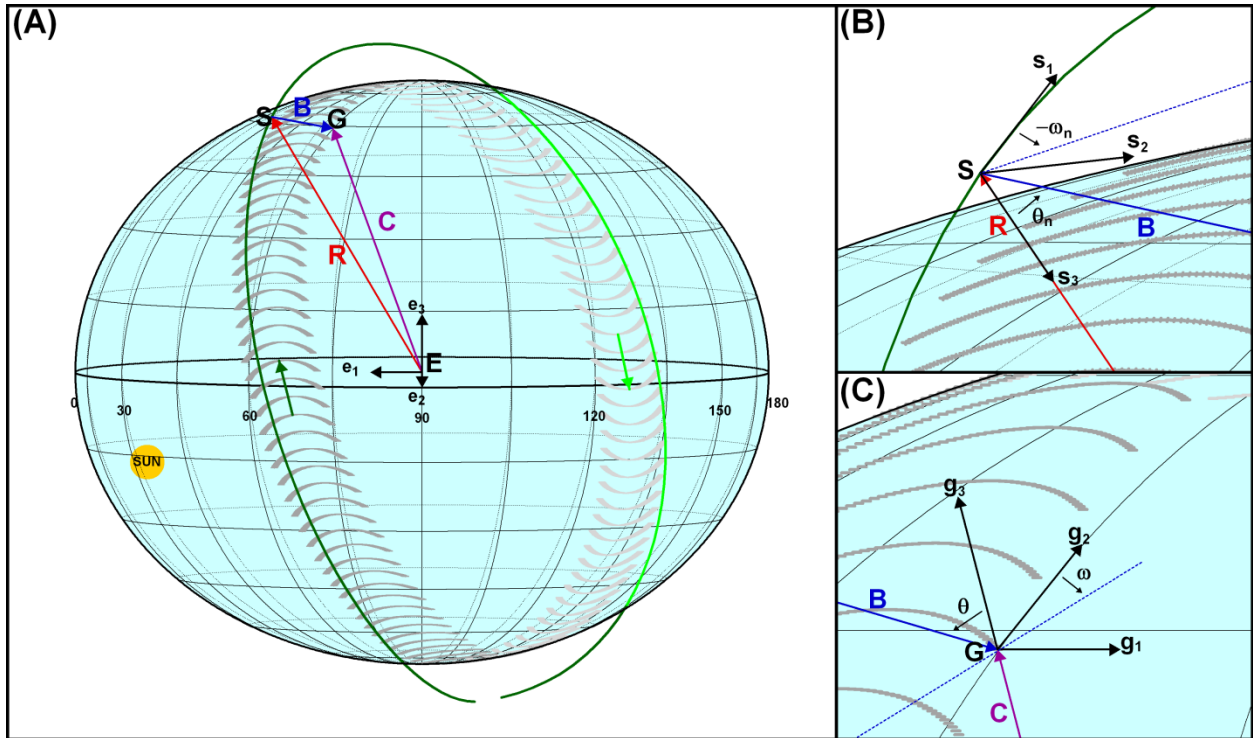 (A)
S
B
G
C
R
e3
E
e1
e2
0
30
60
90
120
150
180
SUN
(B)
s1
−ωn
s2
S
θn
R
B
s3
(C)
g3
g2
ω
B
θ
G
g1
C